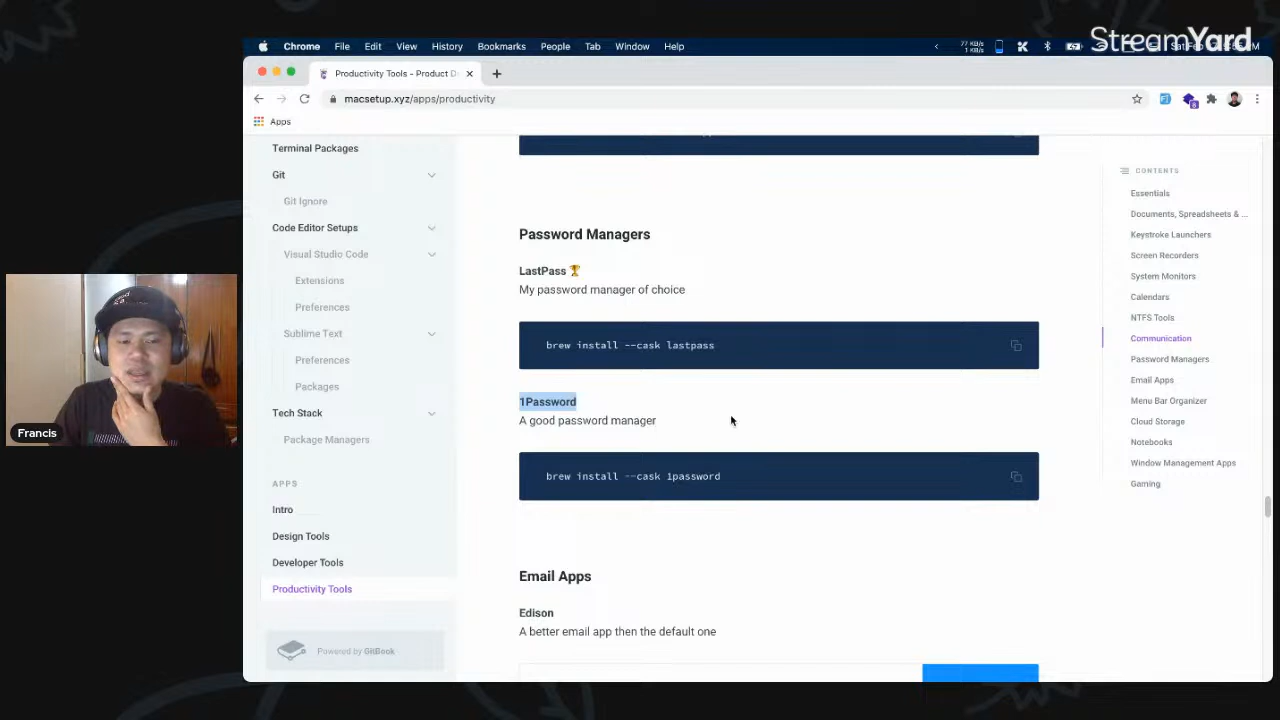 StreamYard
Chrome File Edit View History Bookmarks People Tab Window Help
77 KB/s
1 KB/s
Productivity Tools - Product D
macsetup.xyz/apps/productivity
Apps
Terminal Packages
Git
Git Ignore
Code Editor Setups
Visual Studio Code
Extensions
Preferences
Sublime Text
Preferences
Packages
Tech Stack
Package Managers
APPS
Intro
Design Tools
Developer Tools
Productivity Tools
Powered by GitBook
Password Managers
LastPass 🏆
My password manager of choice
brew install --cask lastpass
1Password
A good password manager
brew install --cask 1password
Email Apps
Edison
A better email app then the default one
CONTENTS
Essentials
Documents, Spreadsheets & ...
Keystroke Launchers
Screen Recorders
System Monitors
Calendars
NTFS Tools
Communication
Password Managers
Email Apps
Menu Bar Organizer
Cloud Storage
Notebooks
Window Management Apps
Gaming
Francis